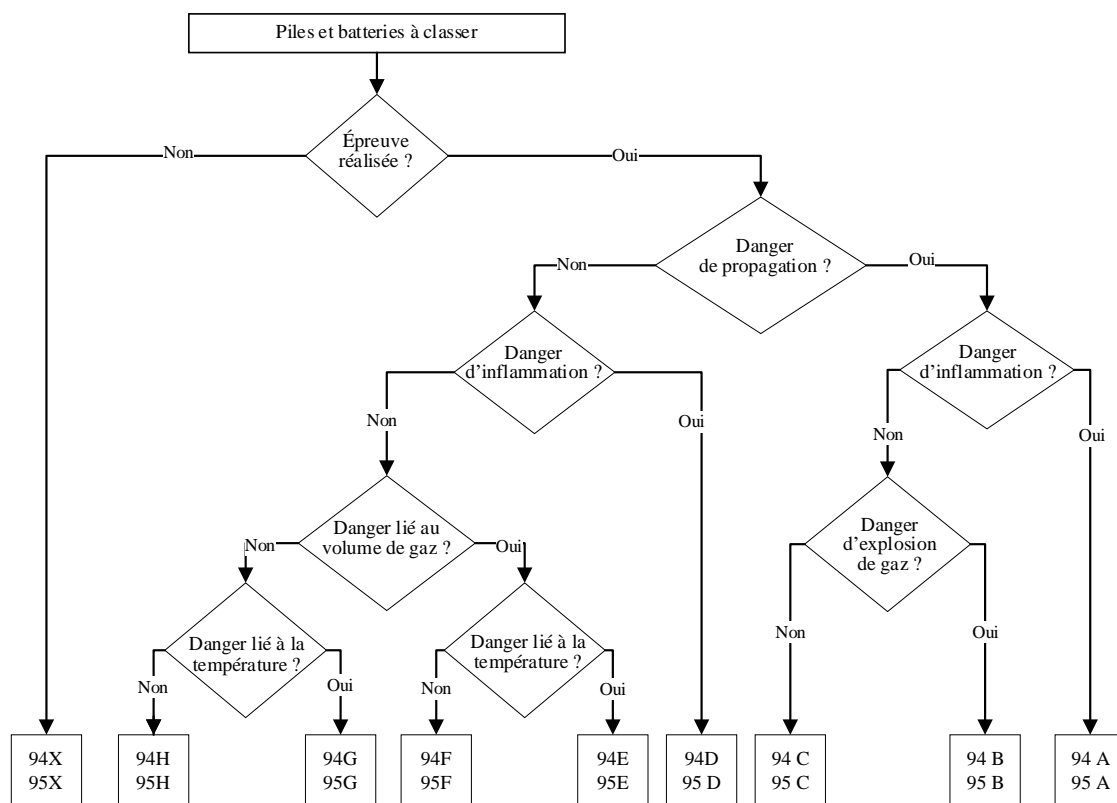 Piles et batteries à classer
Épreuve
réalisée ?
Non
Oui
Danger
de propagation ?
Non
Oui
Danger
d'inflammation ?
Danger
d'inflammation ?
Non
Oui
Non
Oui
Danger lié au
volume de gaz ?
Danger
d'explosion
de gaz ?
Non
Oui
Non
Oui
Danger lié à la
température ?
Danger lié à la
température ?
Non
Oui
Non
Oui
94X
95X
94H
95H
94G
95G
94F
95F
94E
95E
94D
95 D
94 C
95 C
94 B
95 B
94 A
95 A